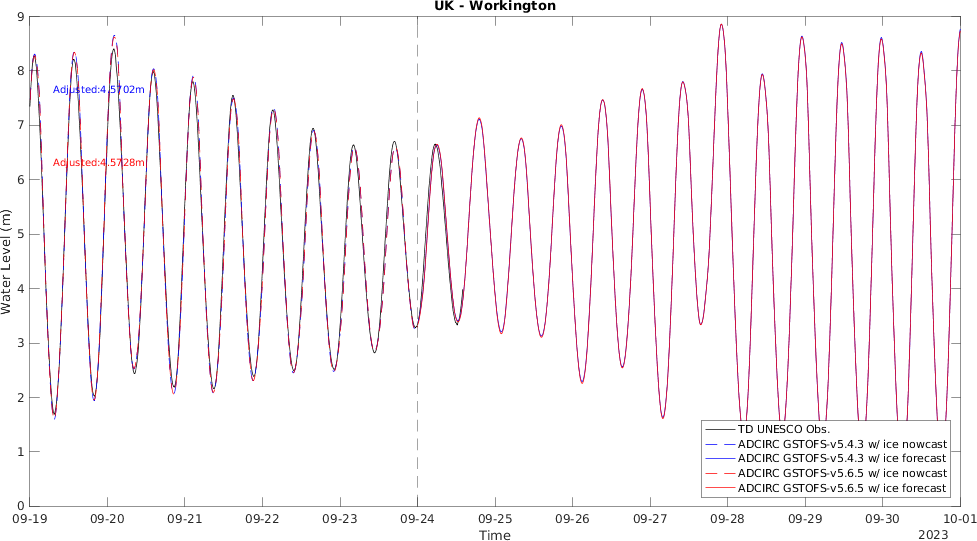 UK - Workington
9
8
7
6
5
4
3
2
1
0
Water Level (m)
Adjusted:4.5702m
Adjusted:4.5728m
TD UNESCO Obs.
ADCIRC GSTOFS-v5.4.3 w/ ice nowcast
ADCIRC GSTOFS-v5.4.3 w/ ice forecast
ADCIRC GSTOFS-v5.6.5 w/ ice nowcast
ADCIRC GSTOFS-v5.6.5 w/ ice forecast
09-19 09-20 09-21 09-22 09-23 09-24 09-25 09-26 09-27 09-28 09-29 09-30 10-01
Time
2023